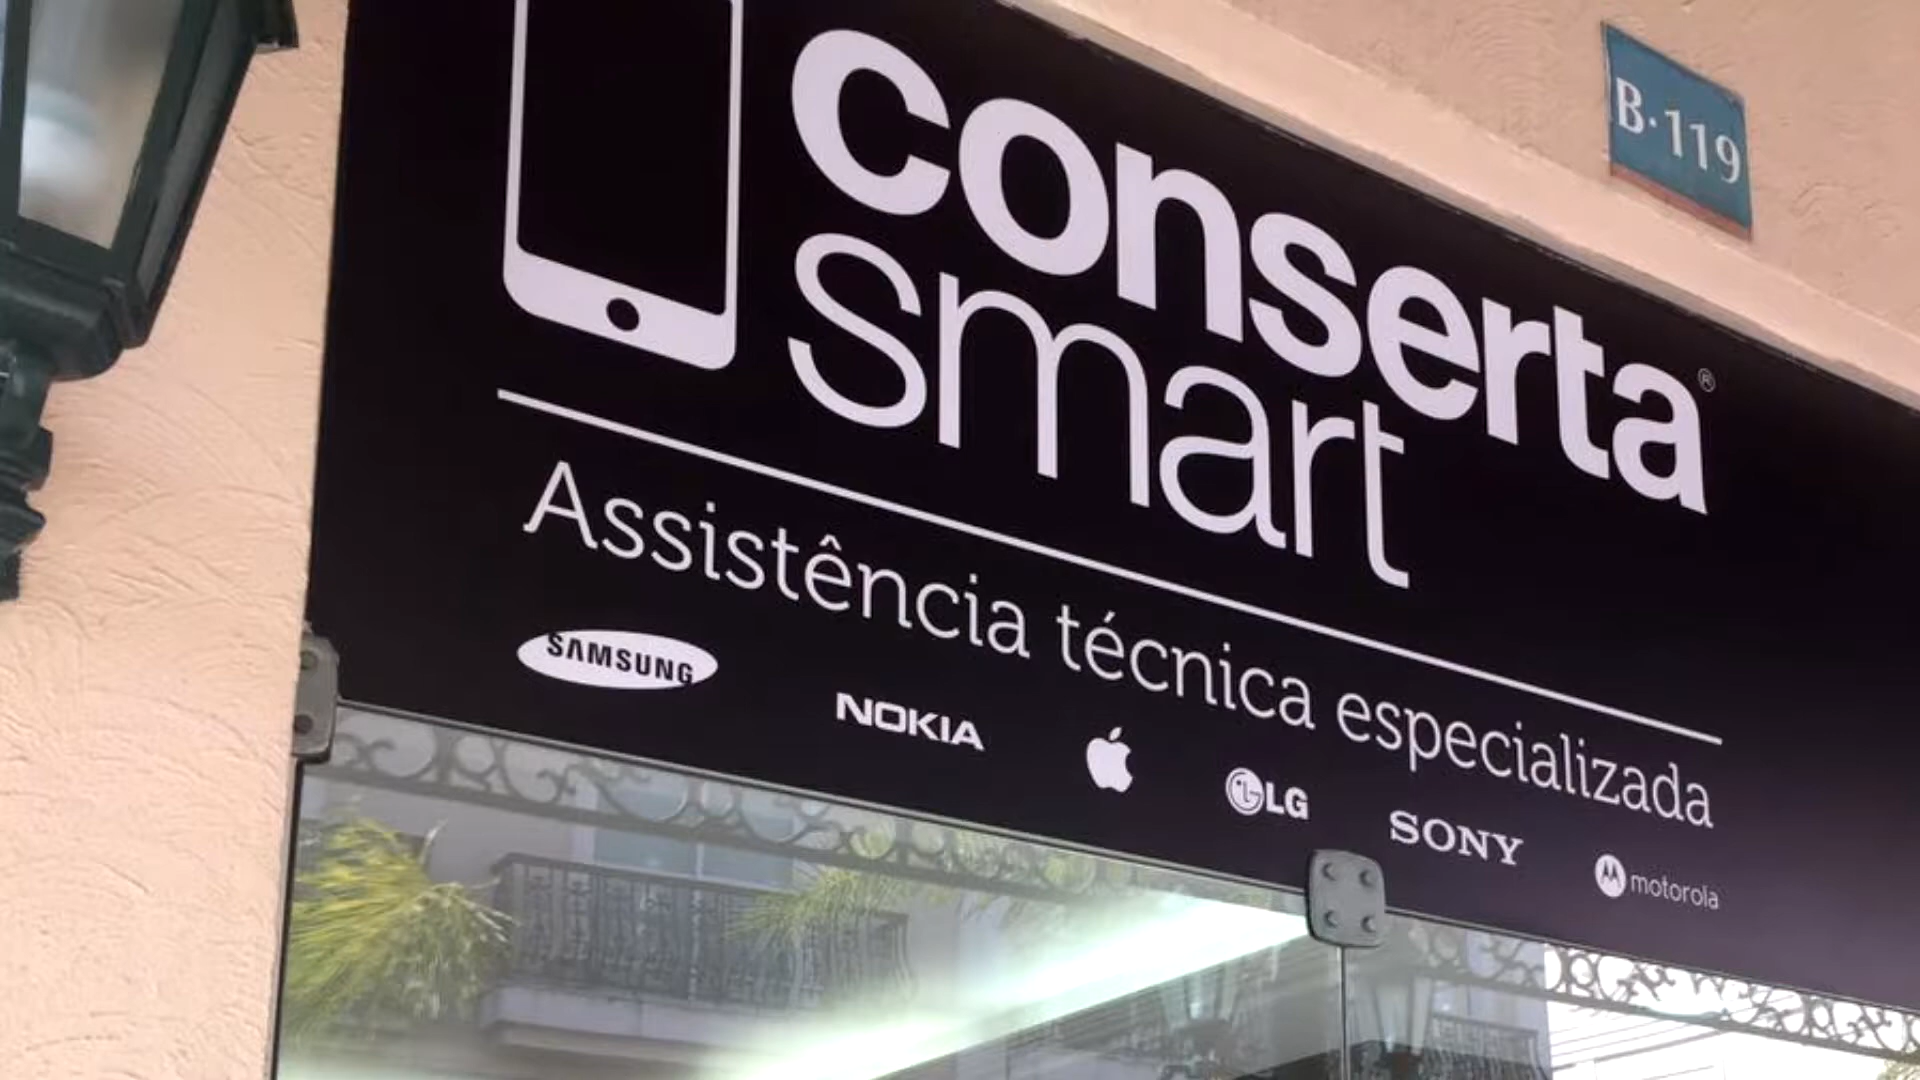 conserta®
smart
Assistência técnica especializada
SAMSUNG
NOKIA
LG
SONY
motorola
B·119